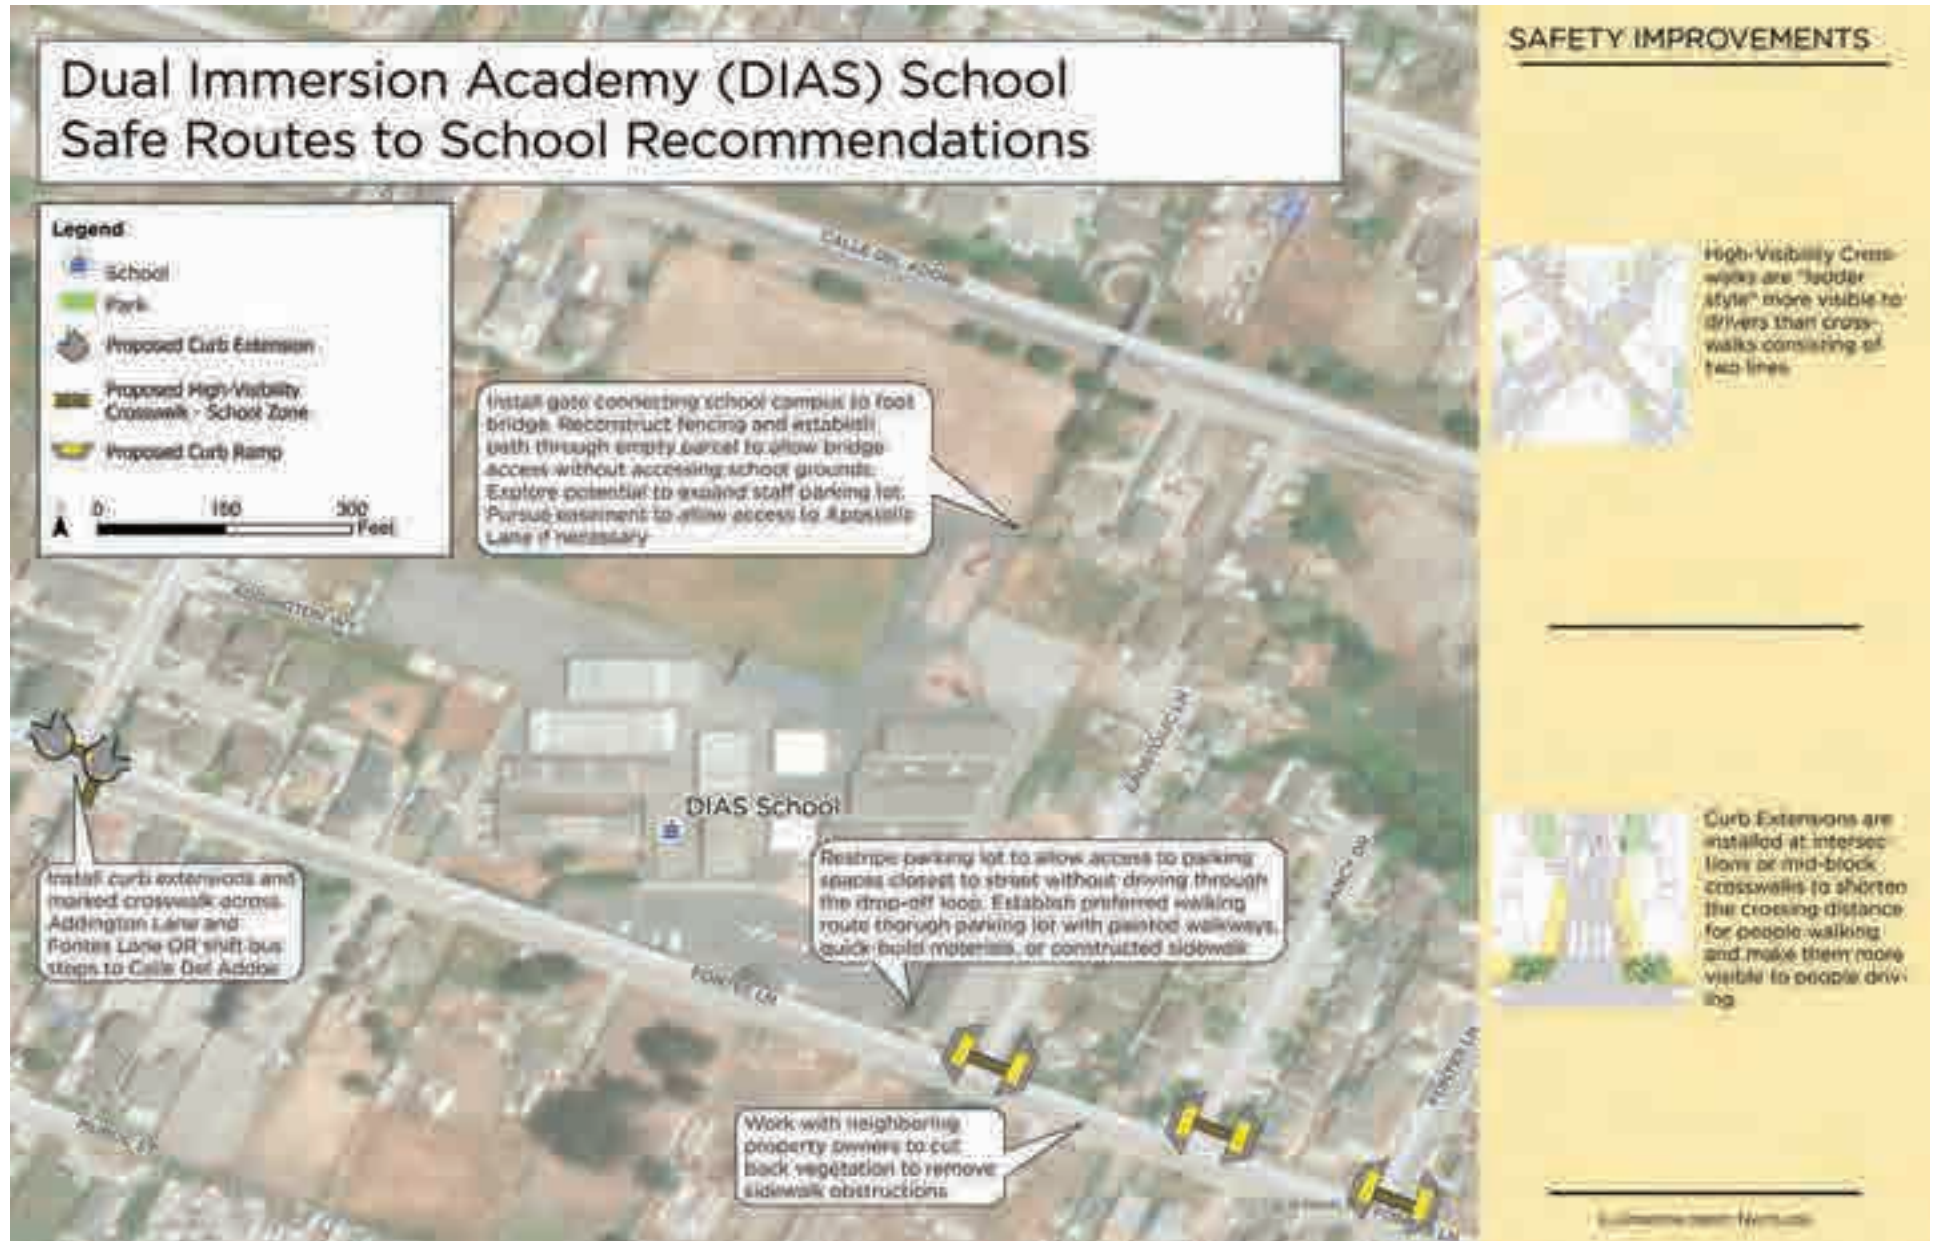 Dual Immersion Academy (DIAS) School
Safe Routes to School Recommendations
Legend
School
Park
Proposed Curb Extension
Proposed High-Visibility
Crosswalk - School Zone
Proposed Curb Ramp
0 150 300
Feet
CALLE DEL ADOBE
Install gate connecting school campus to foot
bridge. Reconstruct fencing and establish
path through empty parcel to allow bridge
access without accessing school grounds.
Explore potential to expand staff parking lot.
Pursue easement to allow access to
Lane if necessary
DIAS School
Install curb extensions and
marked crosswalk across
Addington Lane and
Fontes Lane OR shift bus
stops to Calle Del Adobe
Restripe parking lot to allow access to parking
spaces closest to street without driving through
the drop-off loop. Establish preferred walking
route thorough parking lot with painted walkways,
quick-build materials, or constructed sidewalk
FONTES LN
NANCY DR
Work with neighboring
property owners to cut
back vegetation to remove
sidewalk obstructions
SAFETY IMPROVEMENTS
High-Visibility Cross-
walks are "ladder
style" more visible to
drivers than cross-
walks consisting of
two lines
Curb Extensions are
installed at intersec-
tions or mid-block
crosswalks to shorten
the crossing distance
for people walking
and make them more
visible to people driv-
ing